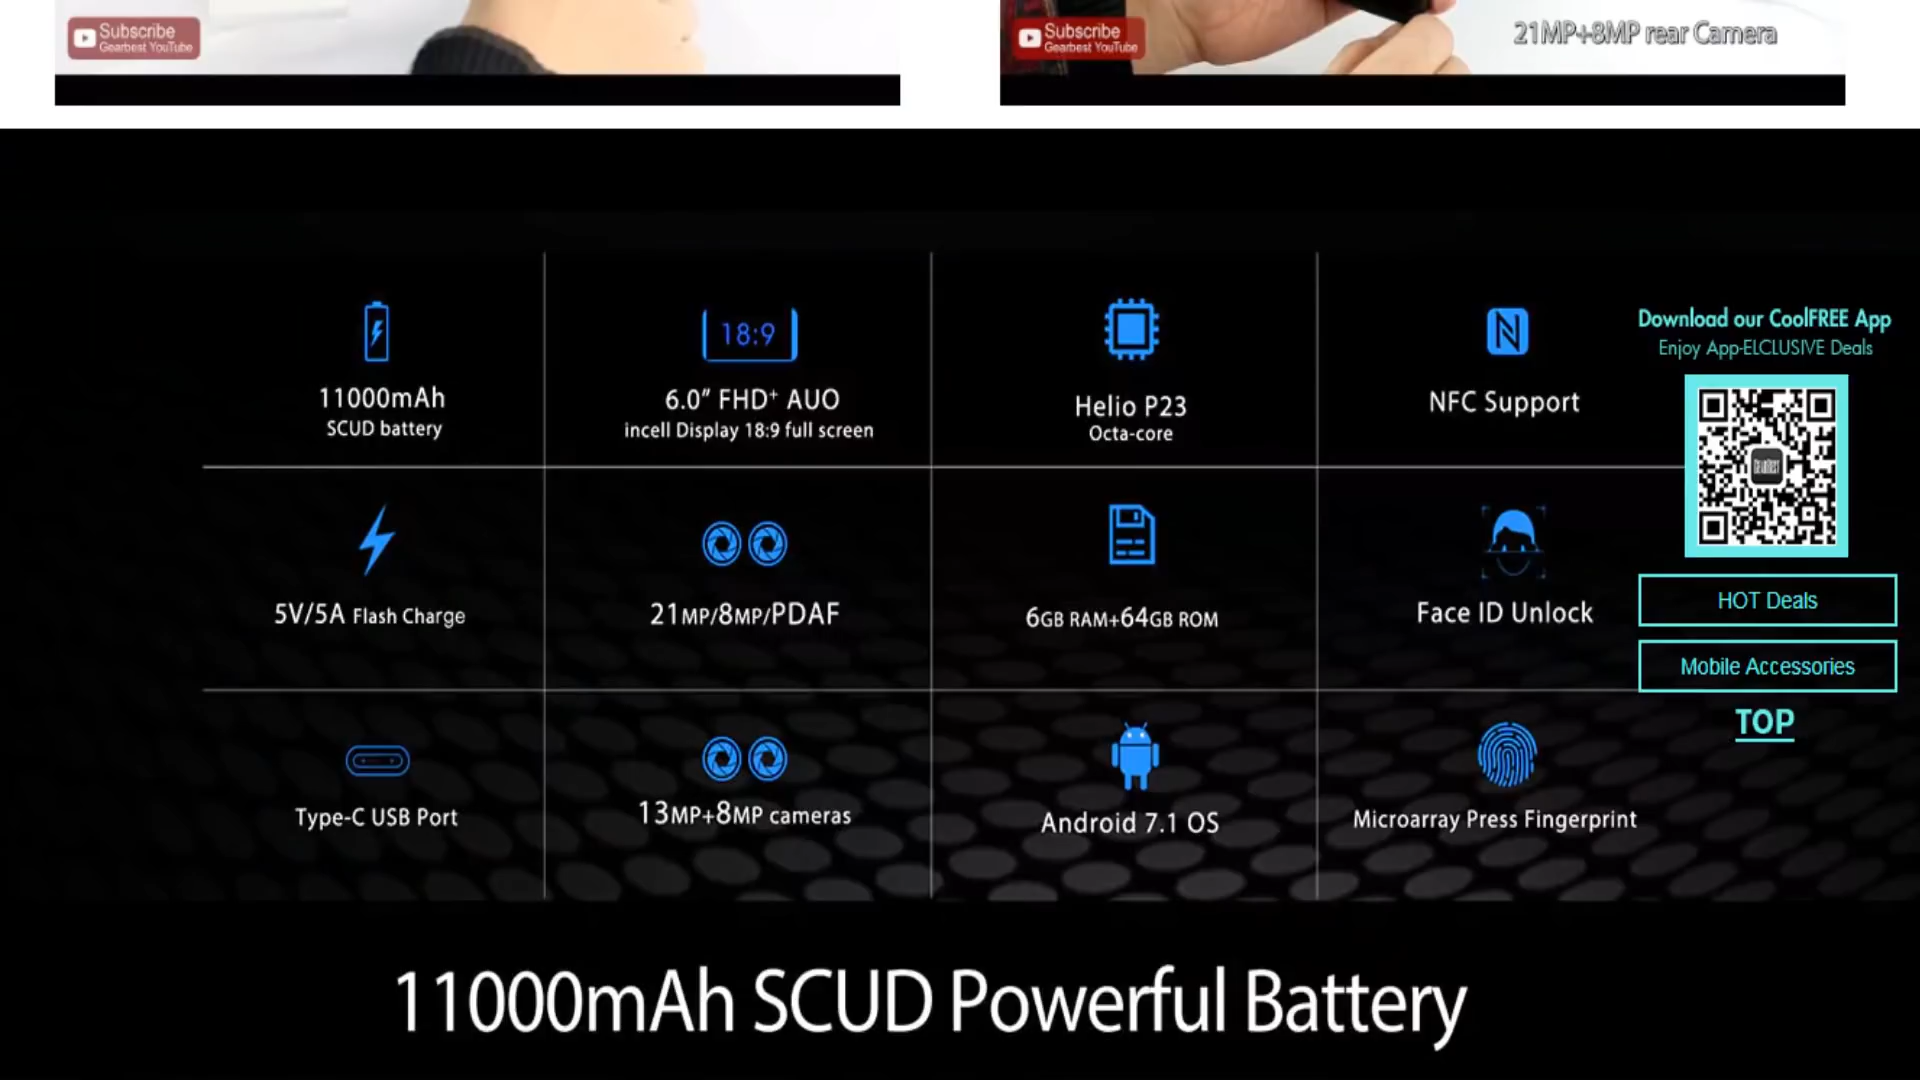 Subscribe
Gearbest YouTube
Subscribe
Gearbest YouTube
21MP+8MP rear Camera
18:9
11000mAh
SCUD battery
6.0” FHD+ AUO
incell Display 18:9 full screen
Helio P23
Octa-core
NFC Support
Download our CoolFREE App
Enjoy App-ELCLUSIVE Deals
GearBest
5V/5A Flash Charge
21MP/8MP/PDAF
6GB RAM+64GB ROM
Face ID Unlock
HOT Deals
Mobile Accessories
TOP
Type-C USB Port
13MP+8MP cameras
Android 7.1 OS
Microarray Press Fingerprint
11000mAh SCUD Powerful Battery